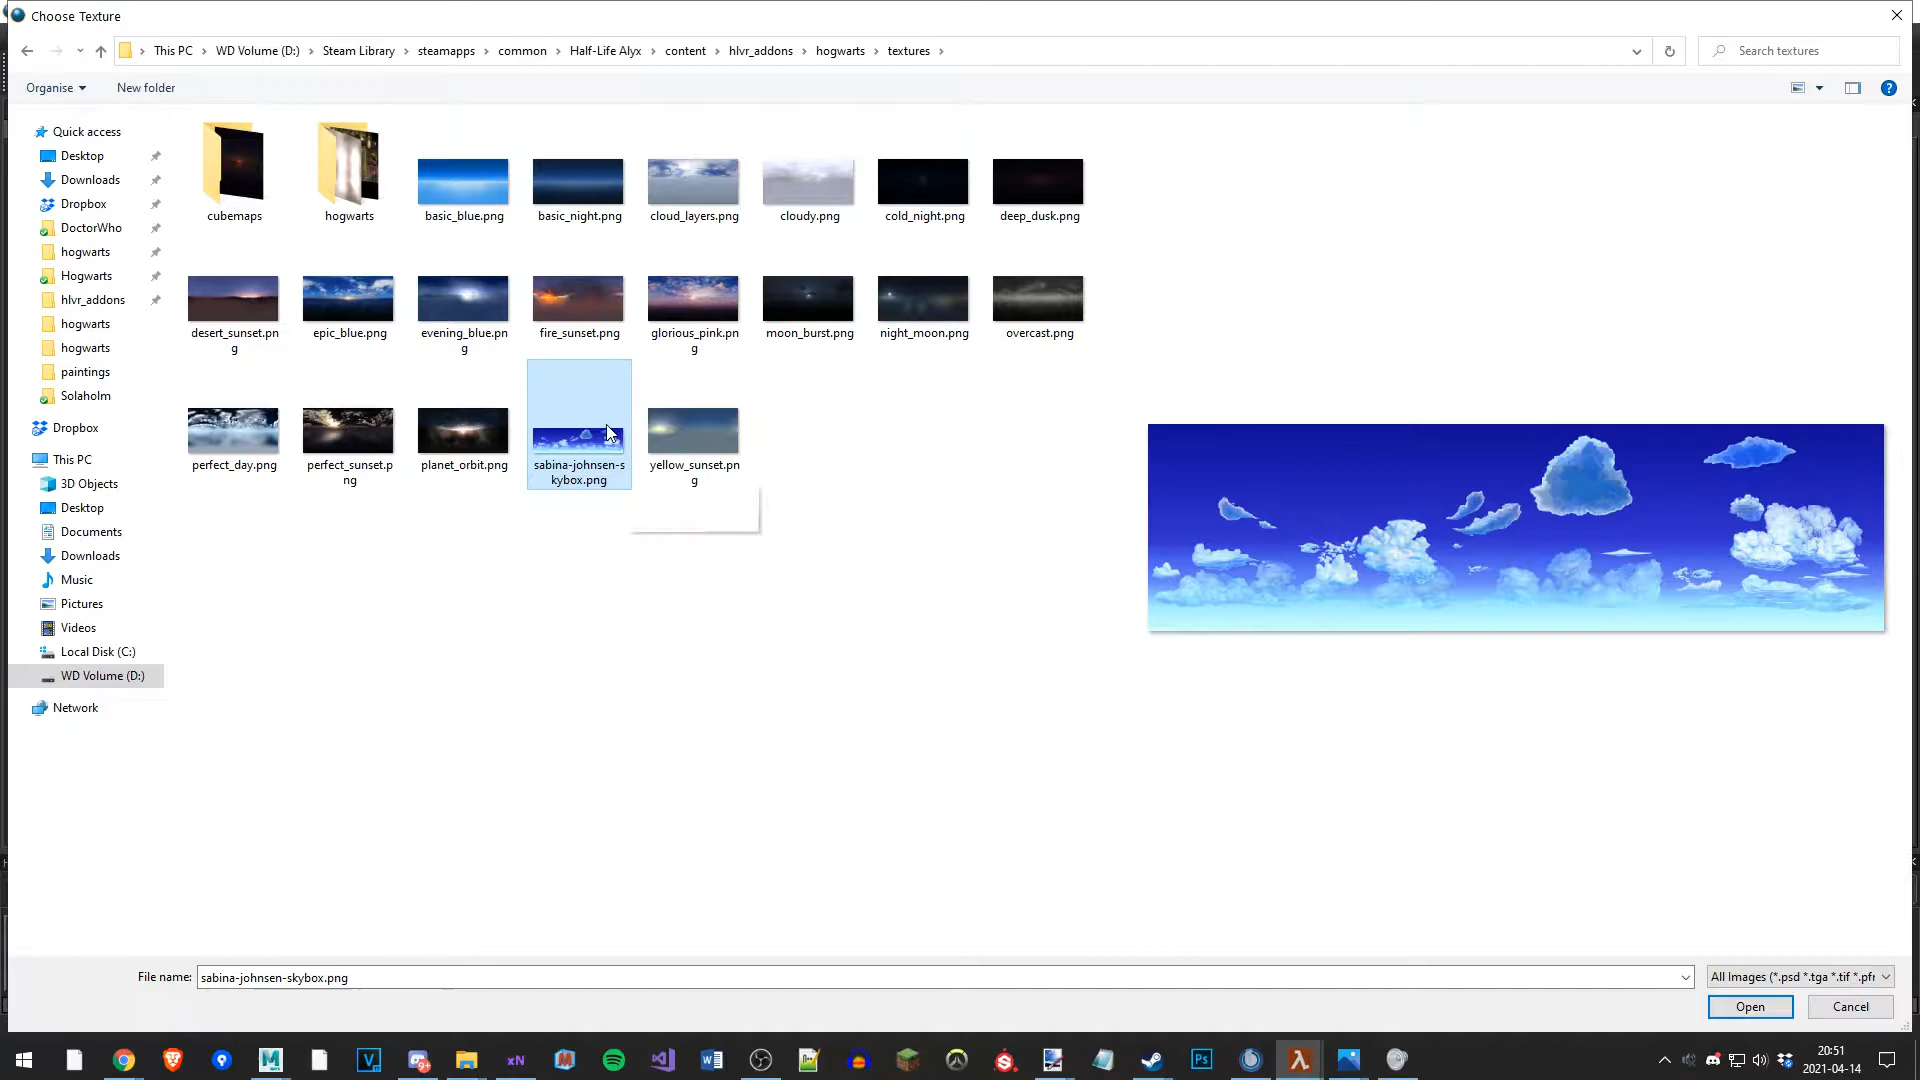 Choose Texture
This PC > WD Volume (D:) > Steam Library > steamapps > common > Half-Life Alyx > content > hlvr_addons > hogwarts > textures >
Search textures
Organise
New folder
Quick access
Desktop
Downloads
Dropbox
DoctorWho
hogwarts
Hogwarts
hlvr_addons
hogwarts
hogwarts
paintings
Solaholm
Dropbox
This PC
3D Objects
Desktop
Documents
Downloads
Music
Pictures
Videos
Local Disk (C:)
WD Volume (D:)
Network
cubemaps
hogwarts
basic_blue.png
basic_night.png
cloud_layers.png
cloudy.png
cold_night.png
deep_dusk.png
desert_sunset.pn
g
epic_blue.png
evening_blue.pn
g
fire_sunset.png
glorious_pink.pn
g
moon_burst.png
night_moon.png
overcast.png
perfect_day.png
perfect_sunset.p
ng
planet_orbit.png
sabina-johnsen-s
kybox.png
yellow_sunset.pn
g
File name:
sabina-johnsen-skybox.png
All Images (*.psd *.tga *.tif *.pfr
Open
Cancel
20:51
2021-04-14